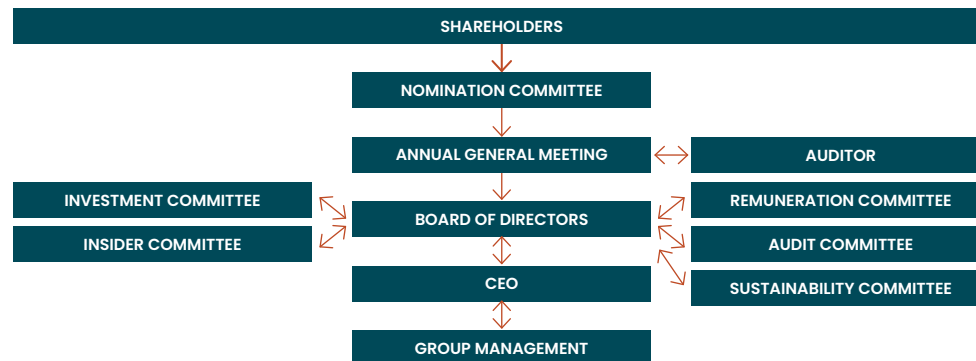 SHAREHOLDERS
NOMINATION COMMITTEE
ANNUAL GENERAL MEETING
AUDITOR
INVESTMENT COMMITTEE
INSIDER COMMITTEE
BOARD OF DIRECTORS
REMUNERATION COMMITTEE
AUDIT COMMITTEE
SUSTAINABILITY COMMITTEE
CEO
GROUP MANAGEMENT